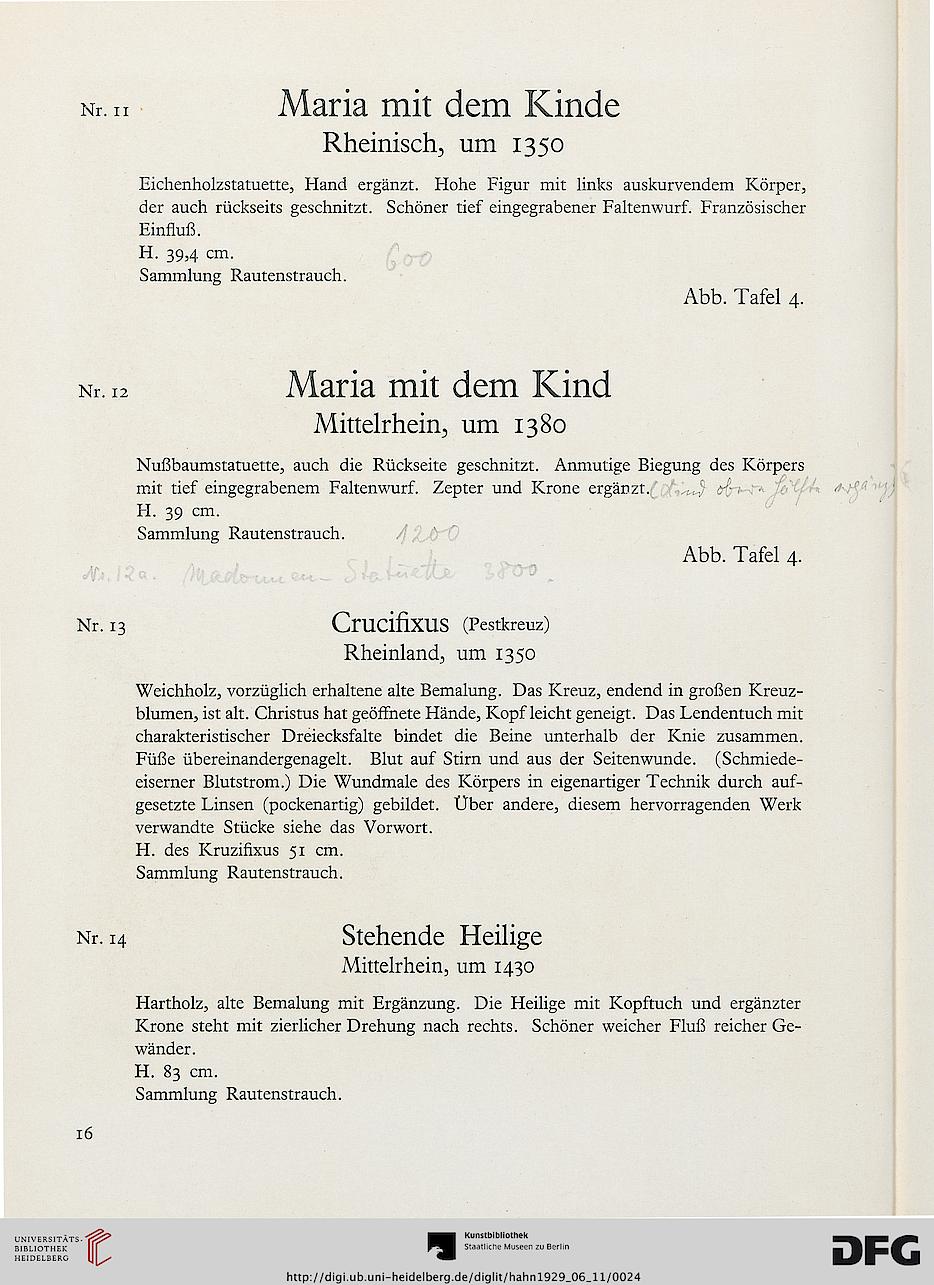 Nr. 11
Maria mit dem Kinde
Rheinisch, um 1350
Eichenholzstatuette, Hand ergänzt. Hohe Figur mit links auskurvendem Körper,
der auch rückseits geschnitzt. Schöner tief eingegrabener Faltenwurf. Französischer
Einfluß.
H. 39,4 cm.
600
Sammlung Rautenstrauch.
Abb. Tafel 4.
Nr. 12
Maria mit dem Kind
Mittelrhein, um 1380
Nußbaumstatuette, auch die Rückseite geschnitzt. Anmutige Biegung des Körpers
mit tief eingegrabenem Faltenwurf. Zepter und Krone ergänzt. (Kind obere Hälfte
H. 39 cm.
Sammlung Rautenstrauch. 1200
Abb. Tafel 4.
Nr. 12a. Madonnen-Statuette 3800.
Nr. 13
Crucifixus (Pestkreuz)
Rheinland, um 1350
Weichholz, vorzüglich erhaltene alte Bemalung. Das Kreuz, endend in großen Kreuz-
blumen, ist alt. Christus hat geöffnete Hände, Kopf leicht geneigt. Das Lendentuch mit
charakteristischer Dreiecksfalte bindet die Beine unterhalb der Knie zusammen.
Füße übereinandergenagelt. Blut auf Stirn und aus der Seitenwunde. (Schmiede-
eiserner Blutstrom.) Die Wundmale des Körpers in eigenartiger Technik durch auf-
gesetzte Linsen (pockenartig) gebildet. Über andere, diesem hervorragenden Werk
verwandte Stücke siehe das Vorwort.
H. des Kruzifixus 51 cm.
Sammlung Rautenstrauch.
Nr. 14
Stehende Heilige
Mittelrhein, um 1430
Hartholz, alte Bemalung mit Ergänzung. Die Heilige mit Kopftuch und ergänzter
Krone steht mit zierlicher Drehung nach rechts. Schöner weicher Fluß reicher Ge-
wänder.
H. 83 cm.
Sammlung Rautenstrauch.
16
UNIVERSITÄTS-
BIBLIOTHEK
HEIDELBERG
Kunstbibliothek
Staatliche Museen zu Berlin
DFG
http://digi.ub.uni-heidelberg.de/diglit/hahn1929_06_11/0024